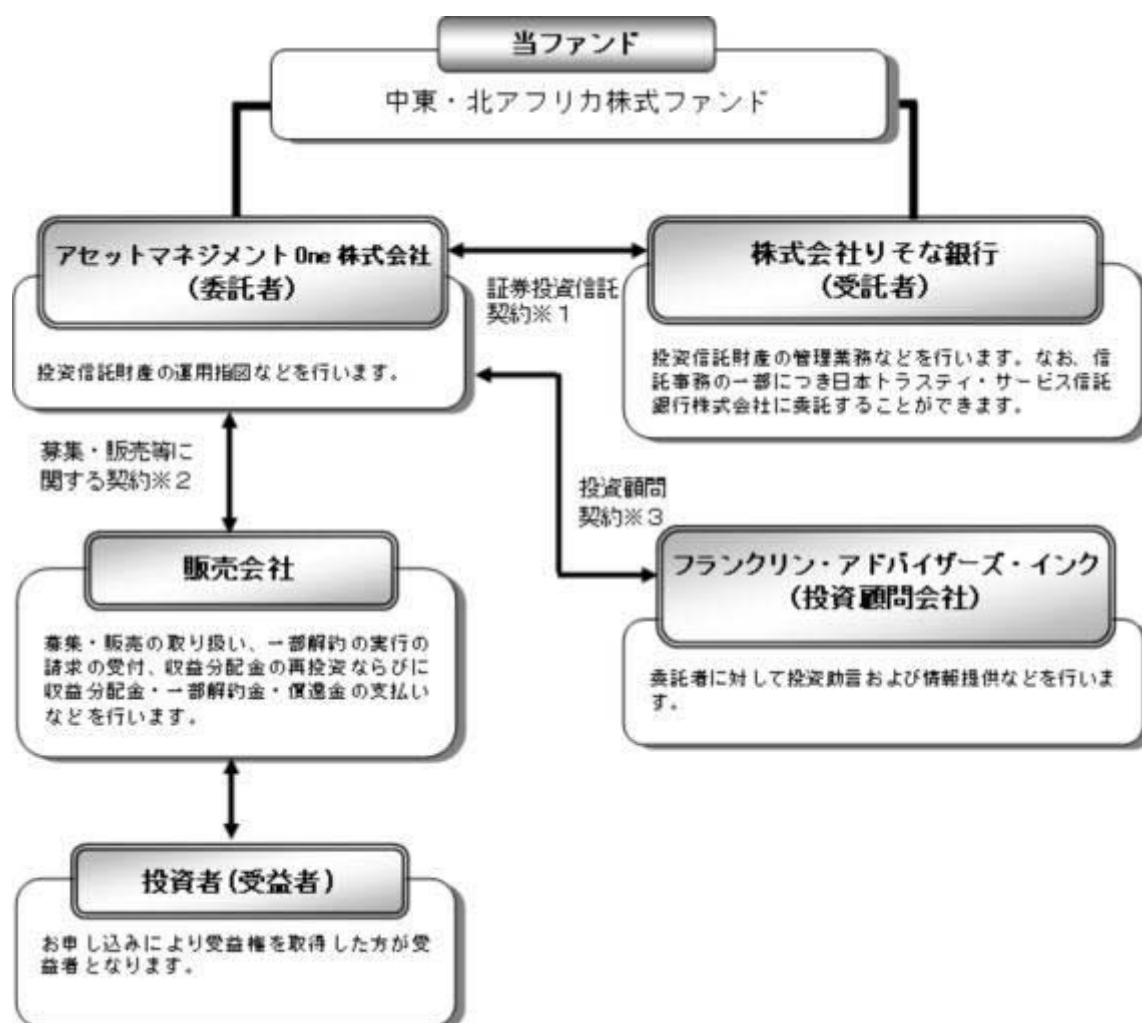 当ファンド
中東・北アフリカ株式ファンド
アセットマネジメントOne 株式会社
(委託者)
証券投資信託
契約※1
株式会社りそな銀行
(受託者)
投資信託財産の運用指図などを行います。
投資信託財産の管理業務などを行います。なお、信
託事務の一部につき日本トラスティ・サービス信託
銀行株式会社に委託することができます。
募集・販売等に
関する契約※2
投資顧問
契約※3
販売会社
募集・販売の取り扱い、一部解約の実行の
請求の受付、収益分配金の再投資ならびに
収益分配金・一部解約金・償還金の支払い
などを行います。
フランクリン・アドバイザーズ・インク
(投資顧問会社)
委託者に対して投資助言および情報提供などを行いま
す。
投資者(受益者)
お申し込みにより受益権を取得した方が受
益者となります。